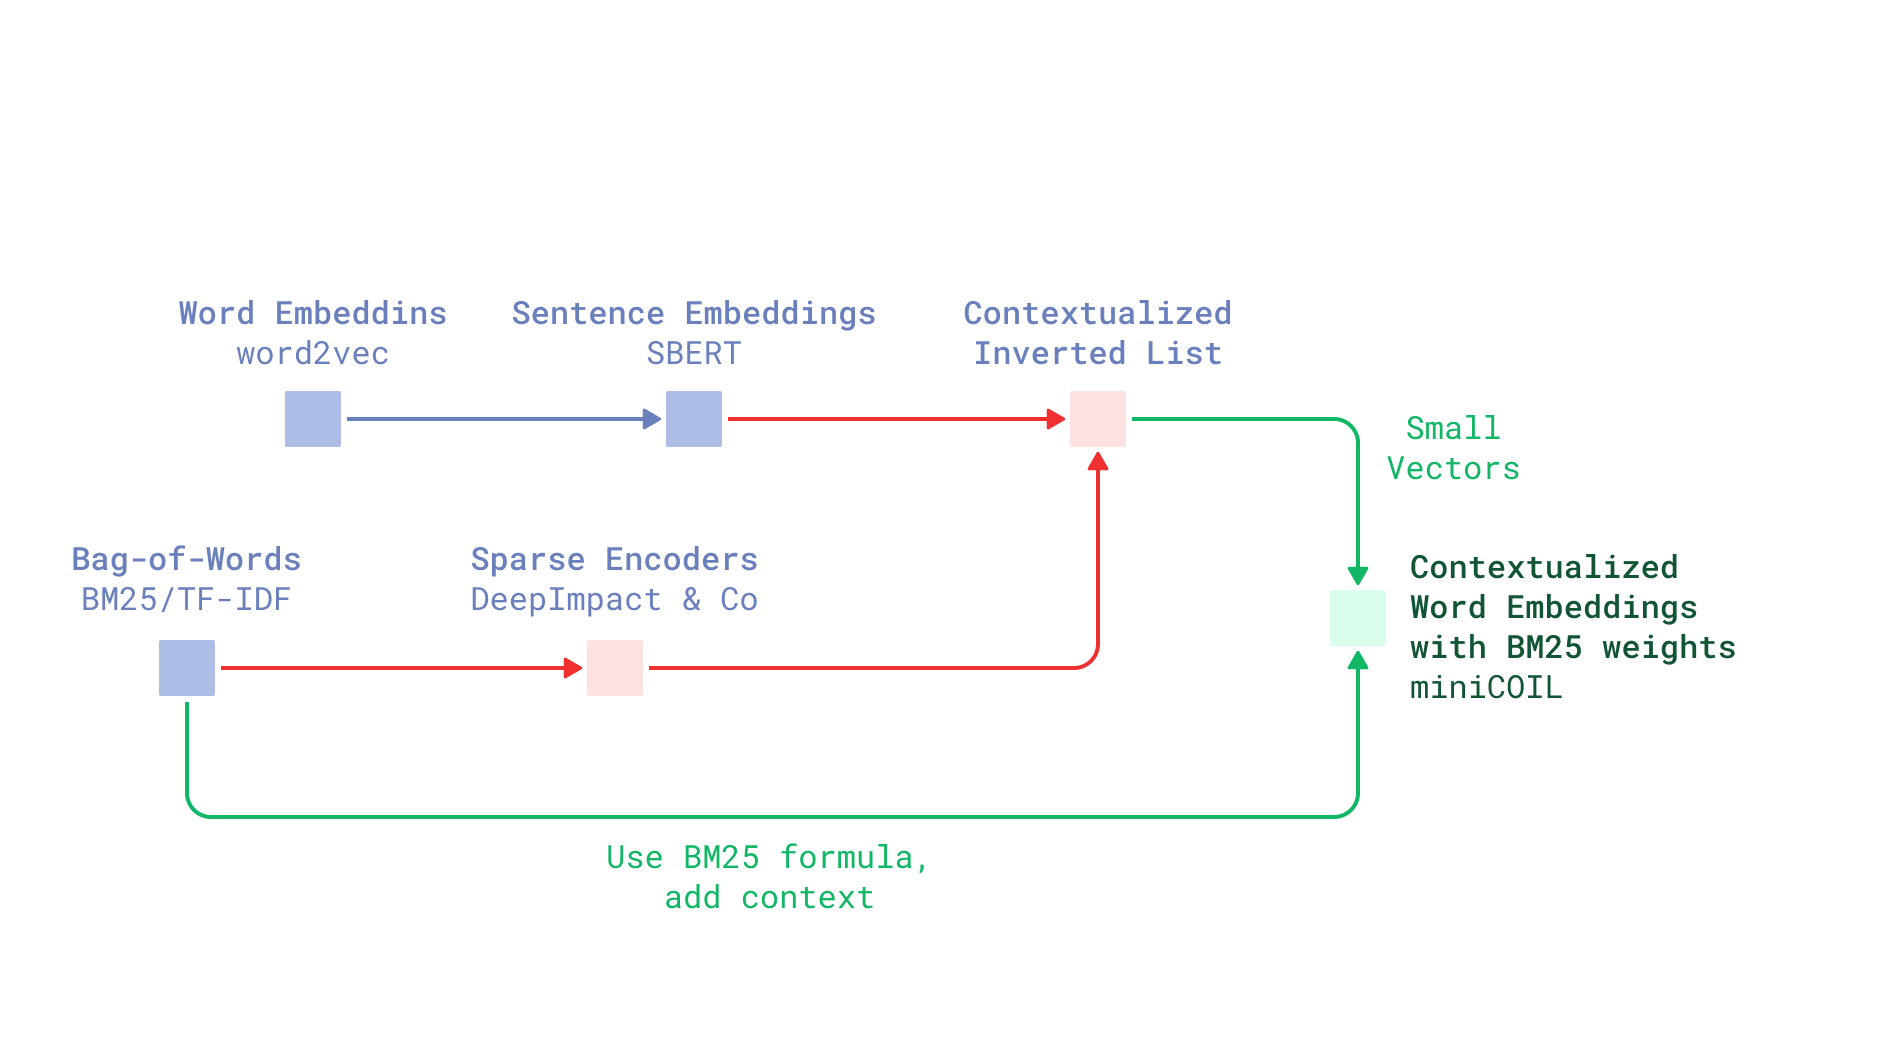 Word Embeddins
word2vec
Sentence Embeddings
SBERT
Contextualized
Inverted List
Small
Vectors
Bag-of-Words
BM25/TF-IDF
Sparse Encoders
DeepImpact & Co
Contextualized
Word Embeddings
with BM25 weights
miniCOIL
Use BM25 formula,
add context